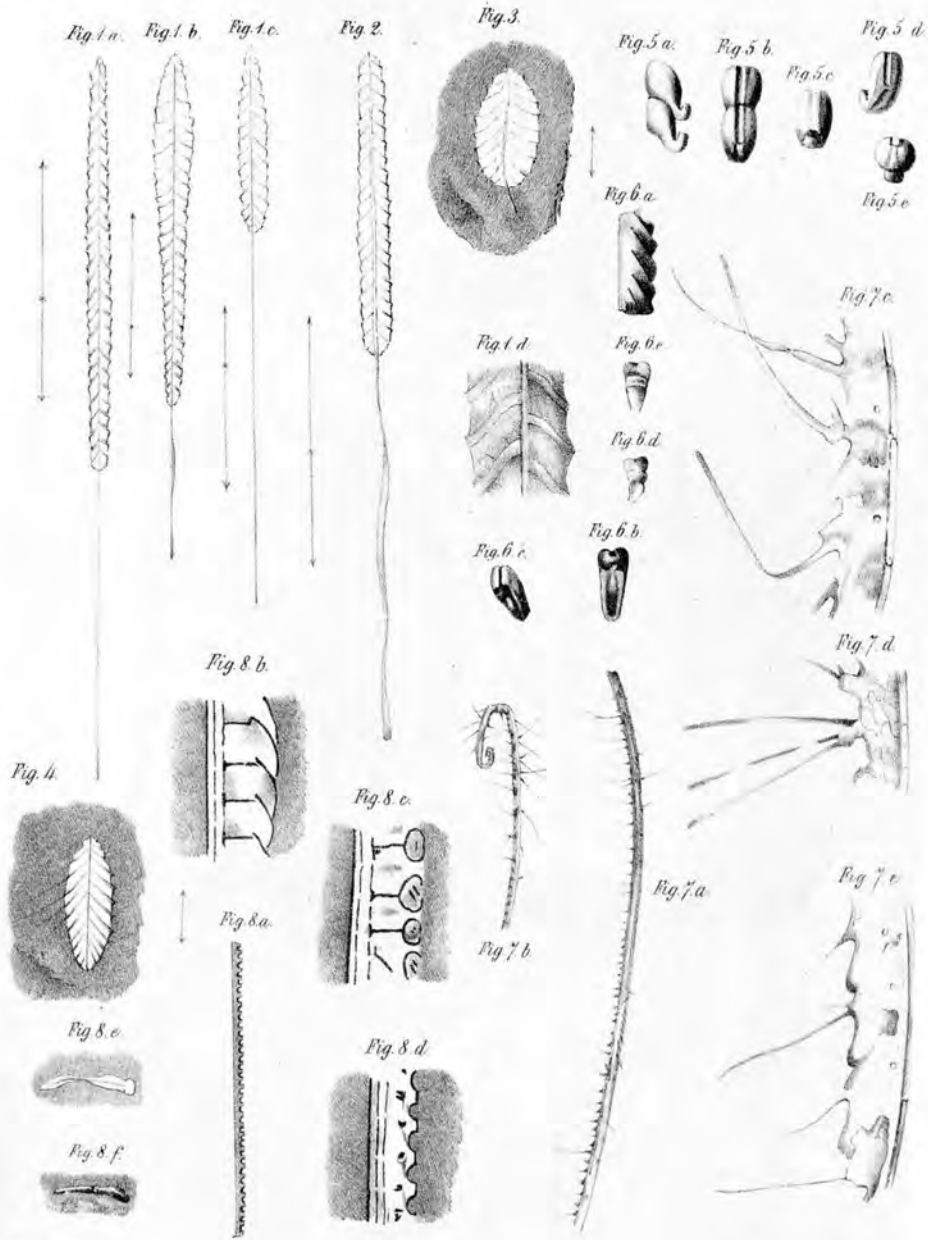 Fig. 1 a.
Fig. 1. b.
Fig. 1. c.
Fig. 2.
Fig. 3.
Fig. 5 a.
Fig. 5 b.
Fig. 5. c
Fig. 5 d
Fig. 5. e
Fig. 6. a
Fig. 7. c.
Fig. 1. d.
Fig. 6. e.
Fig. 6. d.
Fig. 6. c.
Fig. 6. b.
Fig. 7. d.
Fig. 8. b.
Fig. 4.
Fig. 8. c.
Fig. 7. a
Fig. 7. e
Fig. 8. a.
Fig. 7. b.
Fig. 8. e
Fig. 8. d
Fig. 8. f.